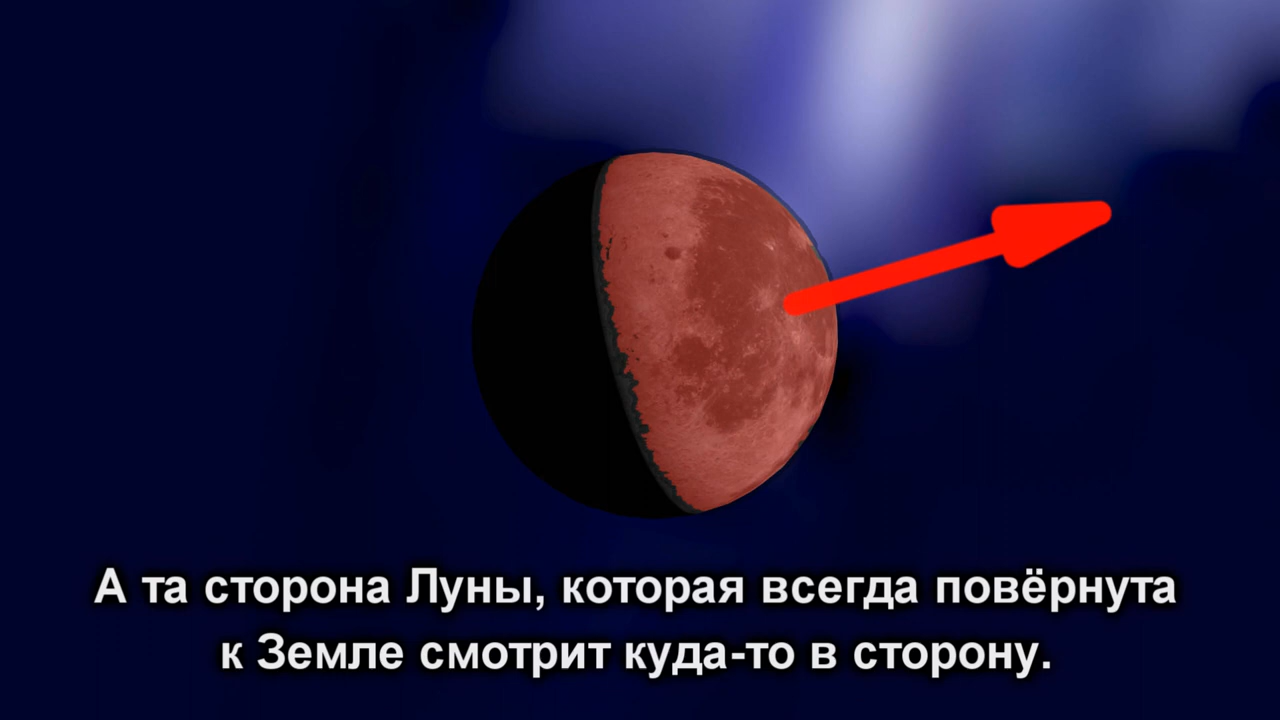 А та сторона Луны, которая всегда повёрнута
к Земле смотрит куда-то в сторону.